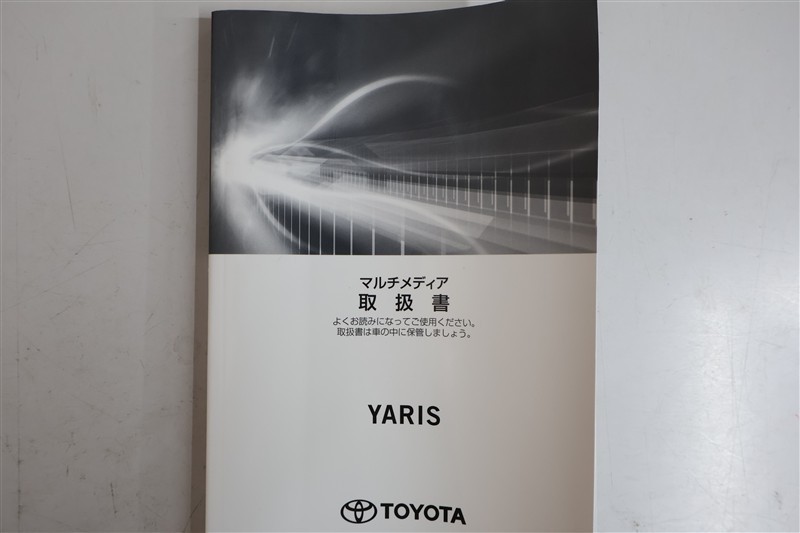 マルチメディア
取扱書
よくお読みになってご使用ください。
取扱書は車の中に保管しましょう。
YARIS
TOYOTA